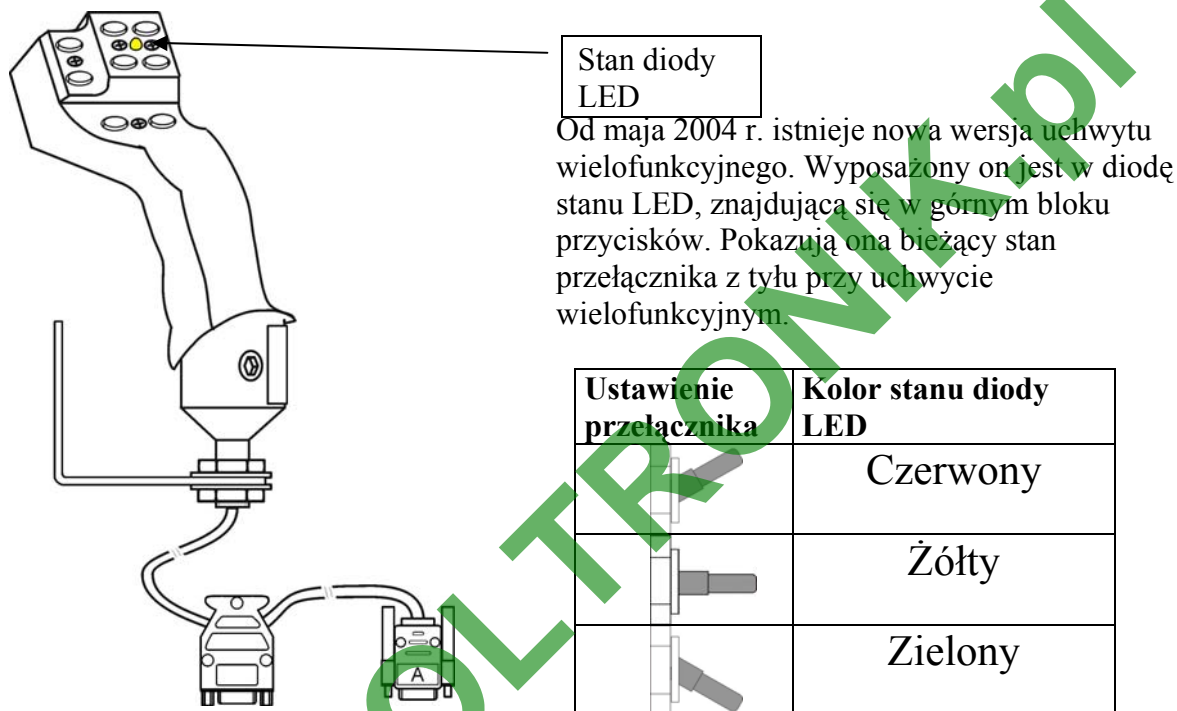 Stan diody
LED
Od maja 2004 r. istnieje nowa wersja uchwytu
wielofunkcyjnego. Wyposażony on jest w diodę
stanu LED, znajdującą się w górnym bloku
przycisków. Pokazują ona bieżący stan
przełącznika z tyłu przy uchwycie
wielofunkcyjnym.
Ustawienie Kolor stanu diody
przełącznika LED
Czerwony
Żółty
Zielony
A
OLTRONIK.pl